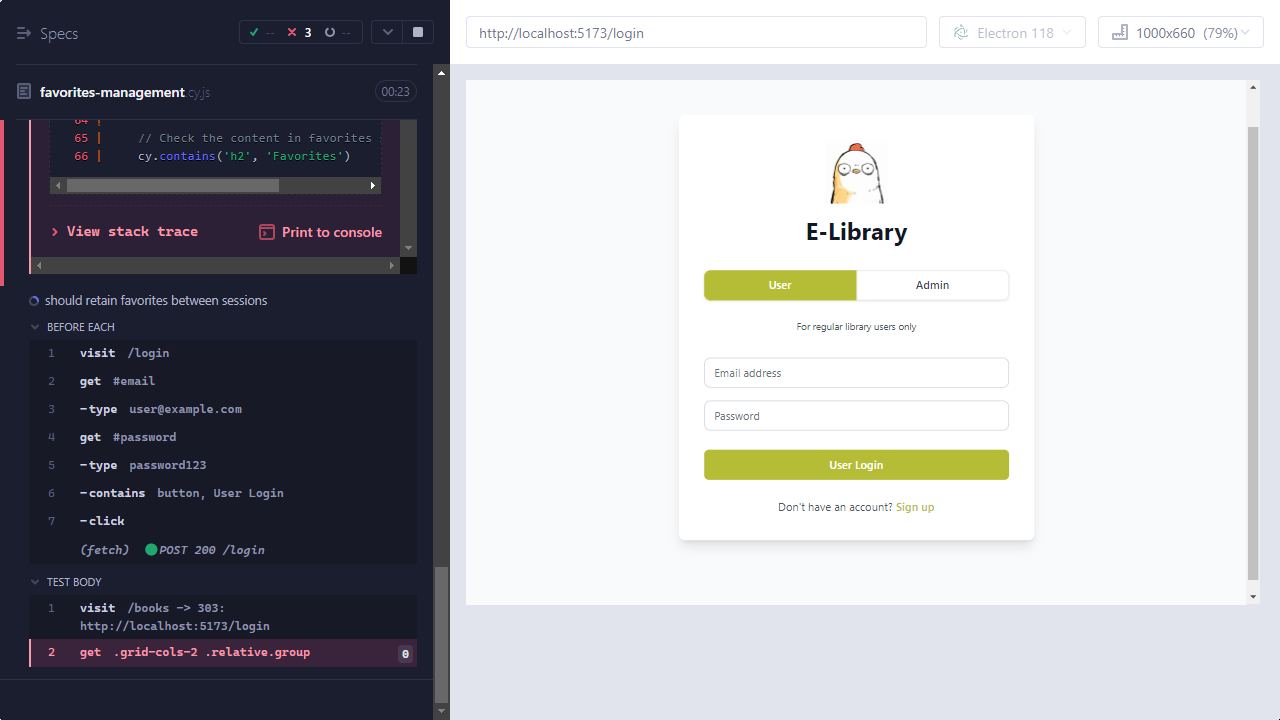 Specs
-- 3 --
favorites-management.cy.js
00:23
64 |
65 | // Check the content in favorites
66 | cy.contains('h2', 'Favorites')
> View stack trace
Print to console
should retain favorites between sessions
BEFORE EACH
1 visit /login
2 get #email
3 -type user@example.com
4 get #password
5 -type password123
6 -contains button, User Login
7 -click
(fetch) POST 200 /login
TEST BODY
1 visit /books -> 303:
http://localhost:5173/login
2 get .grid-cols-2 .relative.group 0
http://localhost:5173/login
Electron 118
1000x660 (79%)
E-Library
User
Admin
For regular library users only
Email address
Password
User Login
Don't have an account? Sign up